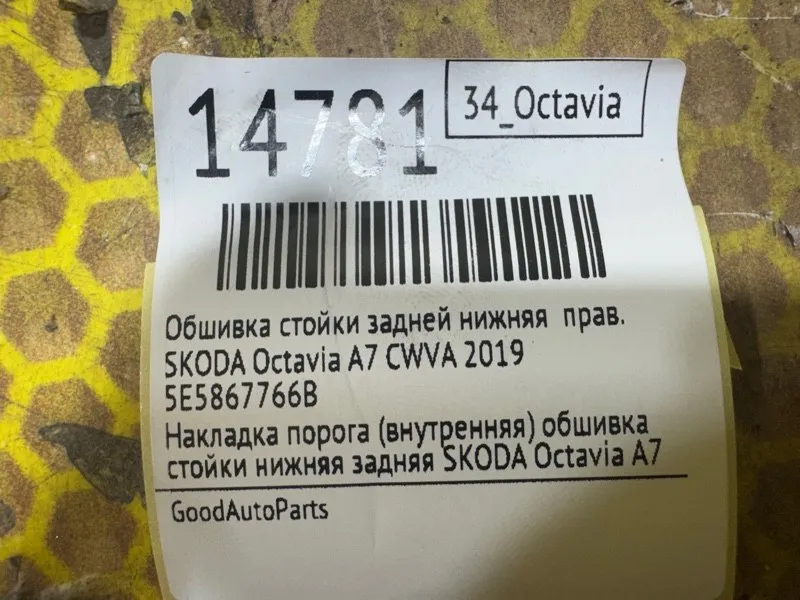 14781
34_Octavia
Обшивка стойки задней нижняя прав.
SKODA Octavia A7 CWVA 2019
5E5867766B
Накладка порога (внутренняя) обшивка
стойки нижняя задняя SKODA Octavia A7
GoodAutoParts